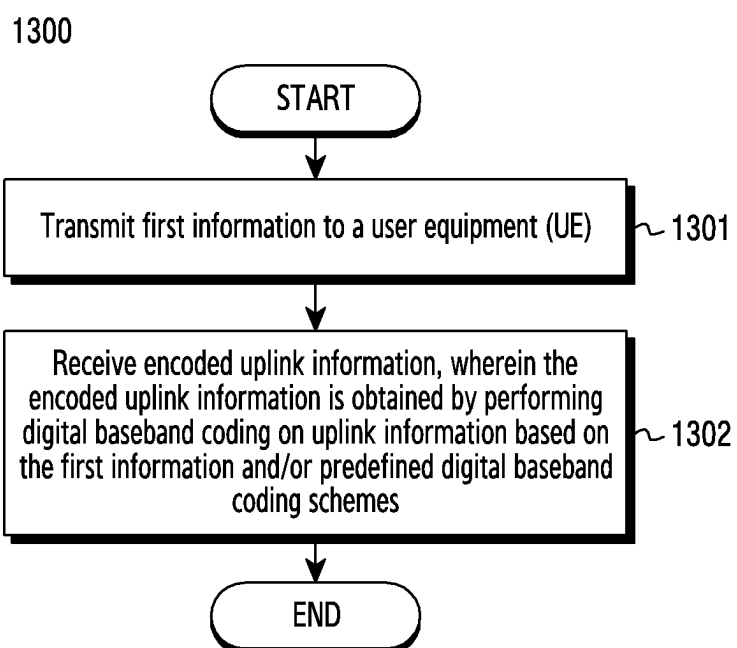 1300
START
Transmit first information to a user equipment (UE)
1301
Receive encoded uplink information, wherein the
encoded uplink information is obtained by performing
digital baseband coding on uplink information based on
the first information and/or predefined digital baseband
coding schemes
1302
END